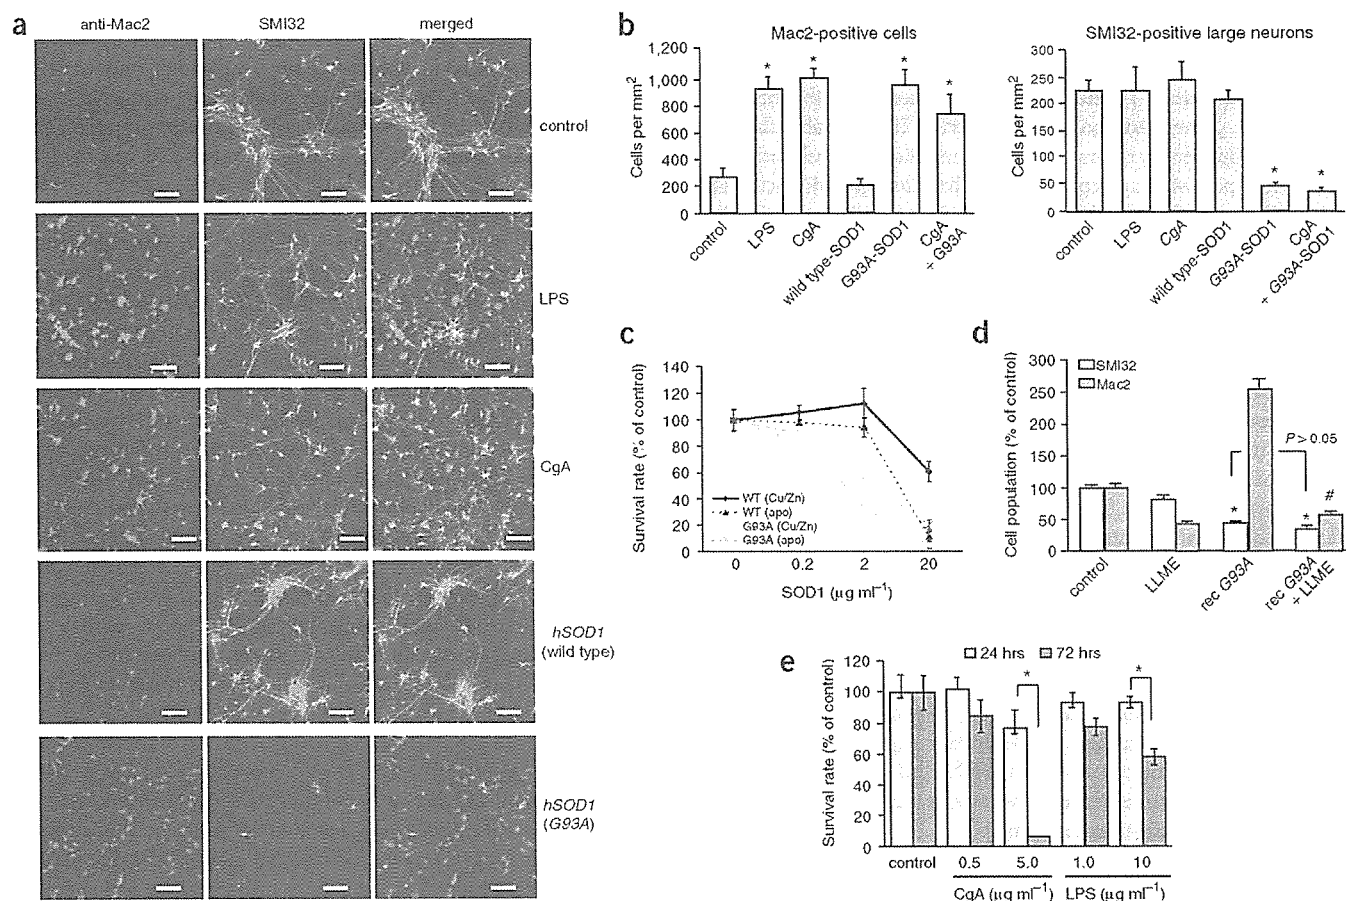 a
anti-Mac2 SMI32 merged
control
LPS
CgA
hSOD1
(wild type)
hSOD1
(G93A)
b
Mac2-positive cells
Cells per mm²
1,200
1,000
800
600
400
200
0
control
LPS
CgA
wild type-SOD1
G93A-SOD1
CgA
+ G93A
* * * *
SMI32-positive large neurons
Cells per mm²
300
250
200
150
100
50
0
control
LPS
CgA
wild type-SOD1
G93A-SOD1
CgA
+ G93A-SOD1
* *
c
Survival rate (% of control)
140
120
100
80
60
40
20
0
WT (Cu/Zn)
WT (apo)
G93A (Cu/Zn)
G93A (apo)
0 0.2 2 20
SOD1 (μg ml⁻¹)
d
Cell population (% of control)
300
250
200
150
100
50
0
SMI32
Mac2
P > 0.05
* * #
control
LLME
rec G93A
rec G93A
+ LLME
e
24 hrs 72 hrs
Survival rate (% of control)
120
100
80
60
40
20
0
* *
control 0.5 5.0 1.0 10
CgA (μg ml⁻¹) LPS (μg ml⁻¹)